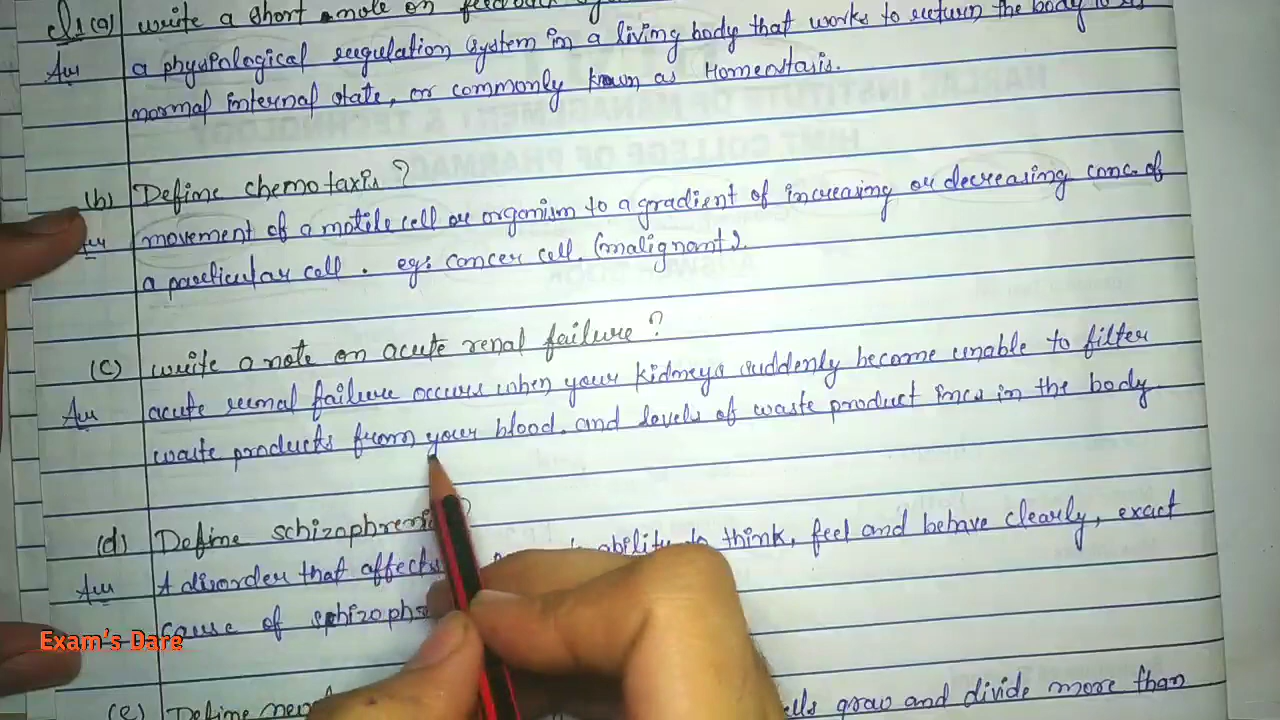 Q1(a) write a short note on feedback
Ans a physiological regulation system in a living body that works to return the body to its
normal internal state, or commonly known as Homeostasis.
(b) Define chemotaxis?
Ans movement of a motile cell or organism to a gradient of increasing or decreasing conc. of
a particular cell. eg: cancer cell. (malignant).
(c) write a note on acute renal failure?
Ans acute renal failure occurs when your kidneys suddenly become unable to filter
waste products from your blood. and levels of waste product incs in the body
(d) Define schizophreni ?
Ans A disorder that affects ability to think, feel and behave clearly, exact
cause of schizophr
Exam's Dare
(e) Define grow and divide more than